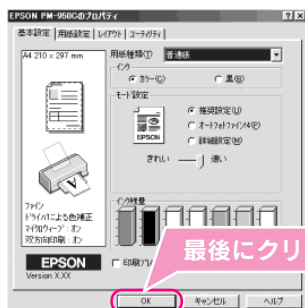 EPSON PM-950Cのプロパティ
基本設定 用紙設定 レイアウト ユーティリティ
A4 210 x 297 mm
用紙種類(T) 普通紙
インク
カラー(C) 黒(B)
モード設定
推奨設定(U)
オートフォトファイン!4(P)
詳細設定(M)
EPSON
きれい 速い
ファイン
ドライバによる色補正
マイクロウィーブ:オン
双方向印刷:オン
インク残量
EPSON
Version X.XX
印刷プレ
最後にクリ
OK キャンセル ヘルプ